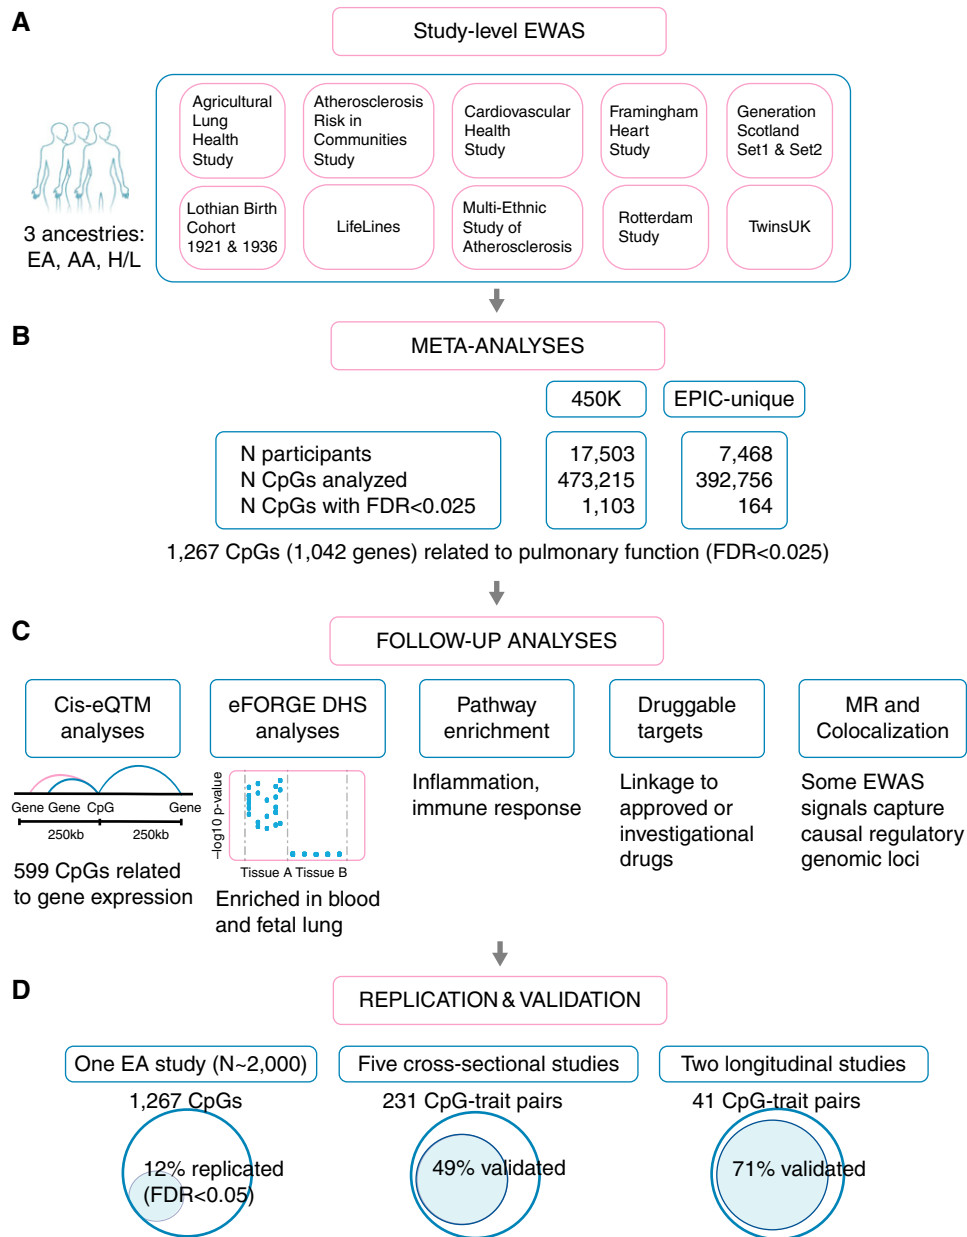 A
Study-level EWAS
Agricultural
Lung
Health
Study
Atherosclerosis
Risk in
Communities
Study
Cardiovascular
Health
Study
Framingham
Heart
Study
Generation
Scotland
Set1 & Set2
3 ancestries:
EA, AA, H/L
Lothian Birth
Cohort
1921 & 1936
LifeLines
Multi-Ethnic
Study of
Atherosclerosis
Rotterdam
Study
TwinsUK
B
META-ANALYSES
450K
EPIC-unique
N participants 17,503 7,468
N CpGs analyzed 473,215 392,756
N CpGs with FDR<0.025 1,103 164
1,267 CpGs (1,042 genes) related to pulmonary function (FDR<0.025)
C
FOLLOW-UP ANALYSES
Cis-eQTM
analyses
Gene Gene CpG Gene
250kb 250kb
599 CpGs related
to gene expression
eFORGE DHS
analyses
−log10 p-value
Tissue A Tissue B
Enriched in blood
and fetal lung
Pathway
enrichment
Inflammation,
immune response
Druggable
targets
Linkage to
approved or
investigational
drugs
MR and
Colocalization
Some EWAS
signals capture
causal regulatory
genomic loci
D
REPLICATION & VALIDATION
One EA study (N~2,000)
1,267 CpGs
12% replicated
(FDR<0.05)
Five cross-sectional studies
231 CpG-trait pairs
49% validated
Two longitudinal studies
41 CpG-trait pairs
71% validated